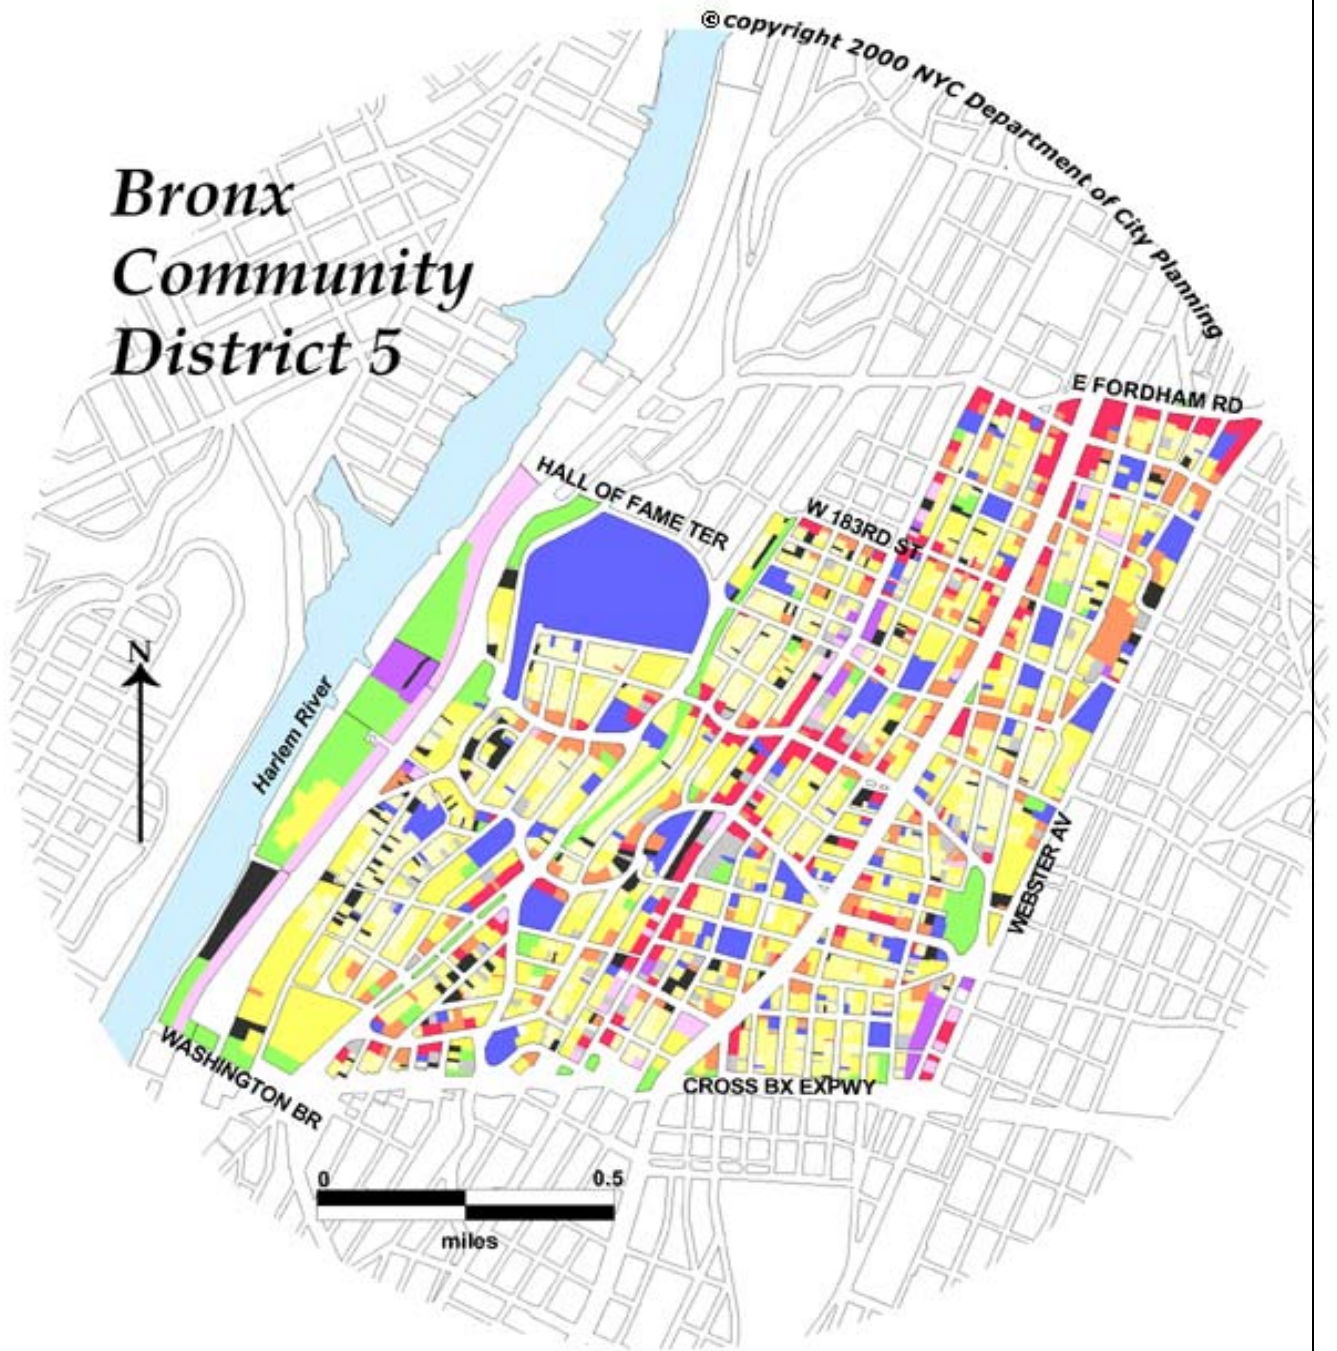 ©copyright 2000 NYC Department of City Planning
Bronx
Community
District 5
E FORDHAM RD
HALL OF FAME TER
W 183RD ST
N
Harlem River
WEBSTER AV
WASHINGTON BR
CROSS BX EXPWY
0 0.5
miles